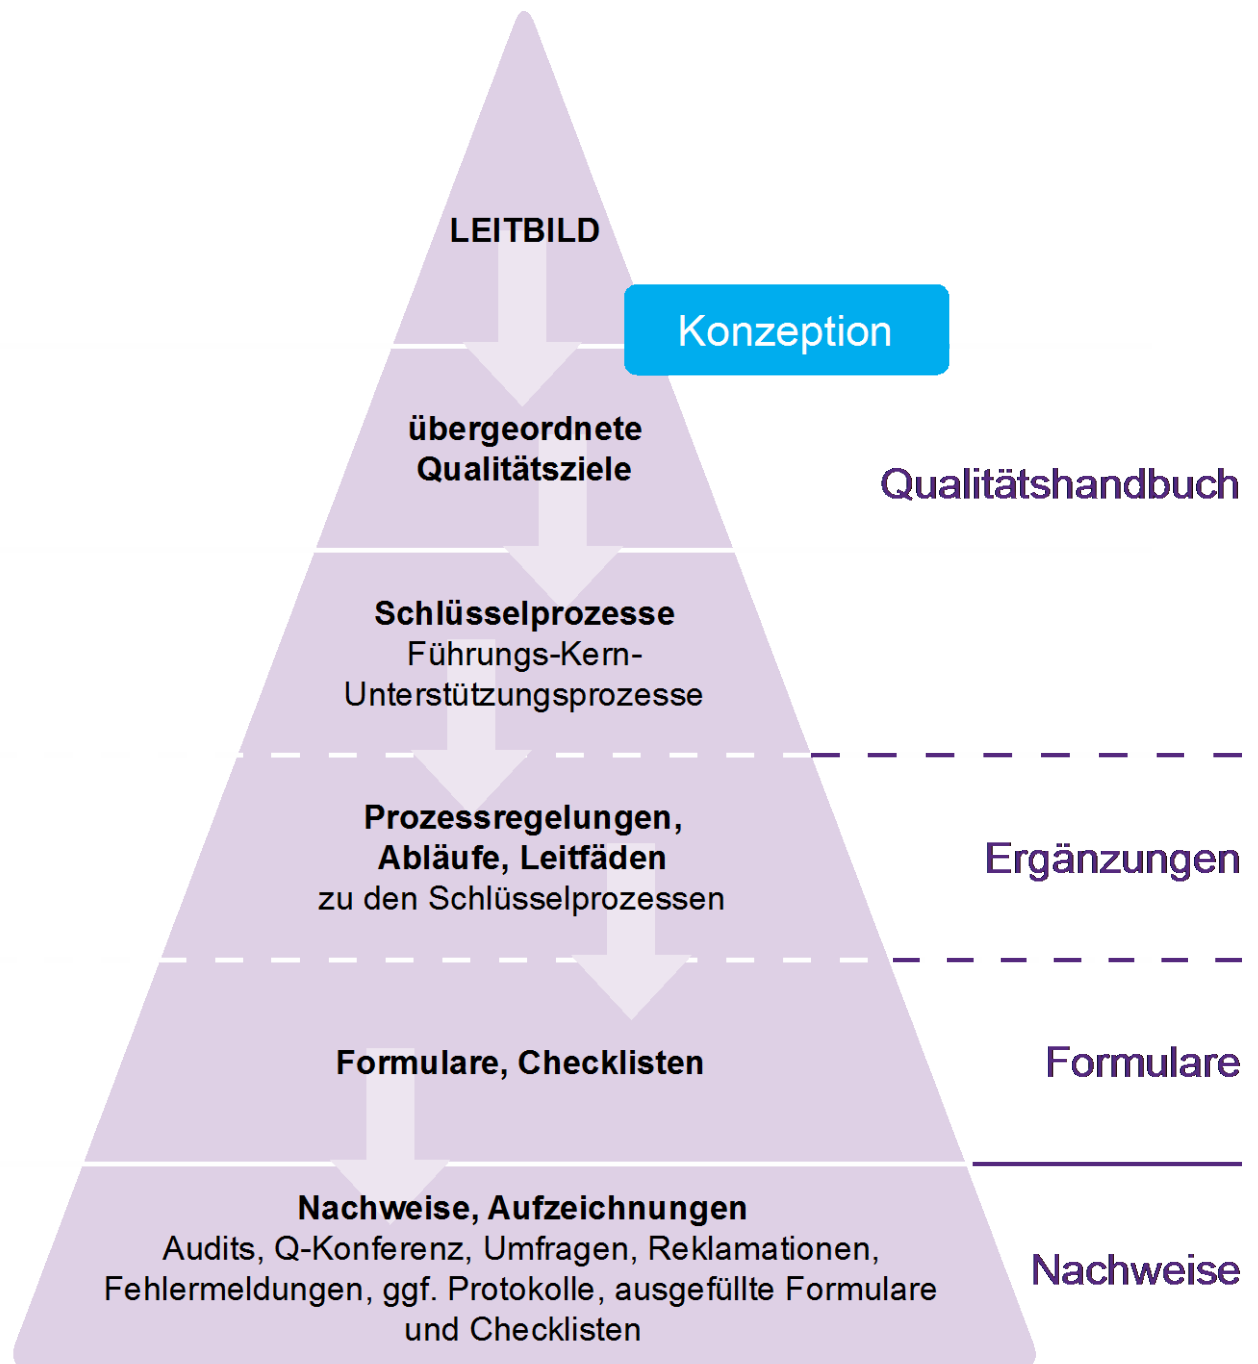 LEITBILD
Konzeption
übergeordnete
Qualitätsziele
Qualitätshandbuch
Schlüsselprozesse
Führungs-Kern-
Unterstützungsprozesse
Prozessregelungen,
Abläufe, Leitfäden
zu den Schlüsselprozessen
Ergänzungen
Formulare, Checklisten
Formulare
Nachweise, Aufzeichnungen
Audits, Q-Konferenz, Umfragen, Reklamationen,
Fehlermeldungen, ggf. Protokolle, ausgefüllte Formulare
und Checklisten
Nachweise